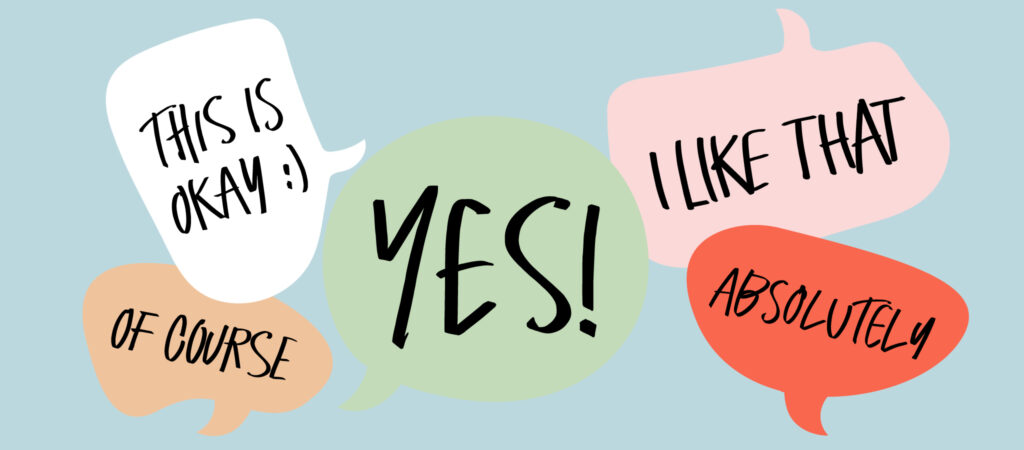 THIS IS
OKAY :)
OF COURSE
YES!
I LIKE THAT
ABSOLUTELY